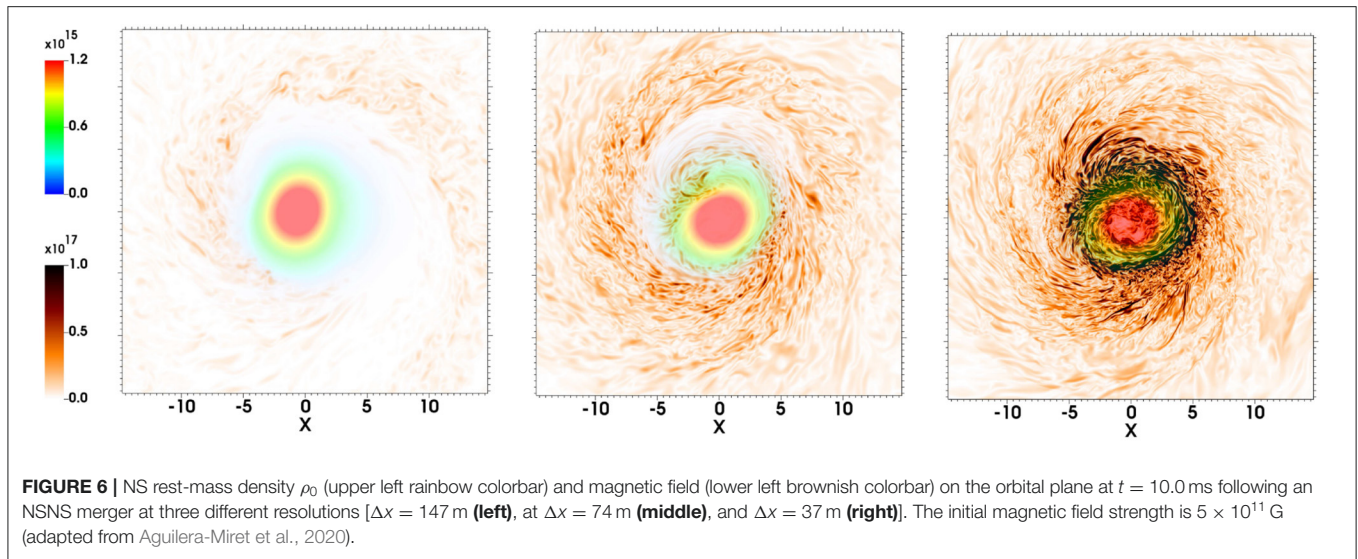 x10^15
1.2
0.6
0.0
x10^17
1.0
0.5
0.0
-10 -5 0 5 10
X
-10 -5 0 5 10
X
-10 -5 0 5 10
X
FIGURE 6 | NS rest-mass density ρ₀ (upper left rainbow colorbar) and magnetic field (lower left brownish colorbar) on the orbital plane at t = 10.0 ms following an
NSNS merger at three different resolutions [Δx = 147 m (left), at Δx = 74 m (middle), and Δx = 37 m (right)]. The initial magnetic field strength is 5 × 10¹¹ G
(adapted from Aguilera-Miret et al., 2020).